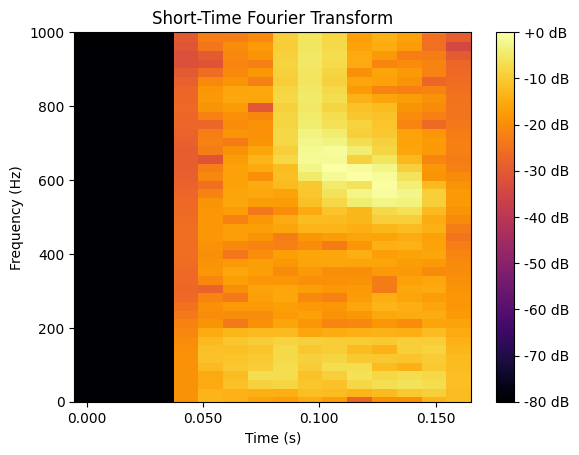 Short-Time Fourier Transform
1000
800
600
400
200
0
Frequency (Hz)
0.000
0.050
0.100
0.150
Time (s)
+0 dB
-10 dB
-20 dB
-30 dB
-40 dB
-50 dB
-60 dB
-70 dB
-80 dB